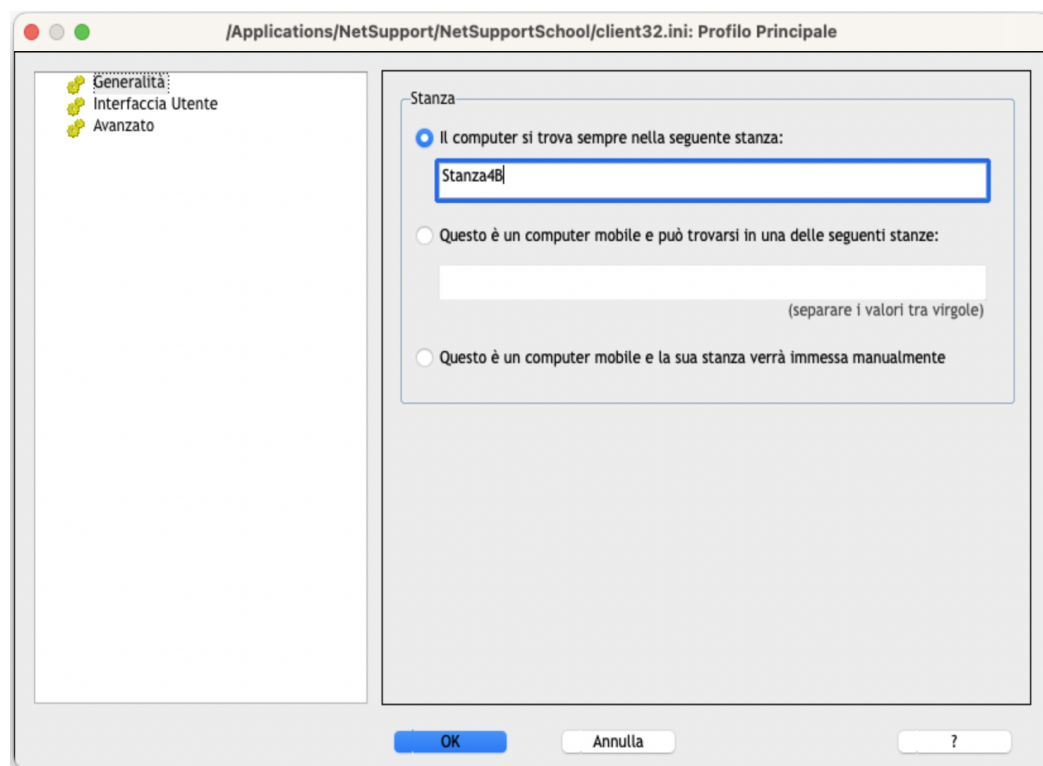 /Applications/NetSupport/NetSupportSchool/client32.ini: Profilo Principale
Generalità
Interfaccia Utente
Avanzato
Stanza
Il computer si trova sempre nella seguente stanza:
Stanza4B
Questo è un computer mobile e può trovarsi in una delle seguenti stanze:
(separare i valori tra virgole)
Questo è un computer mobile e la sua stanza verrà immessa manualmente
OK
Annulla
?